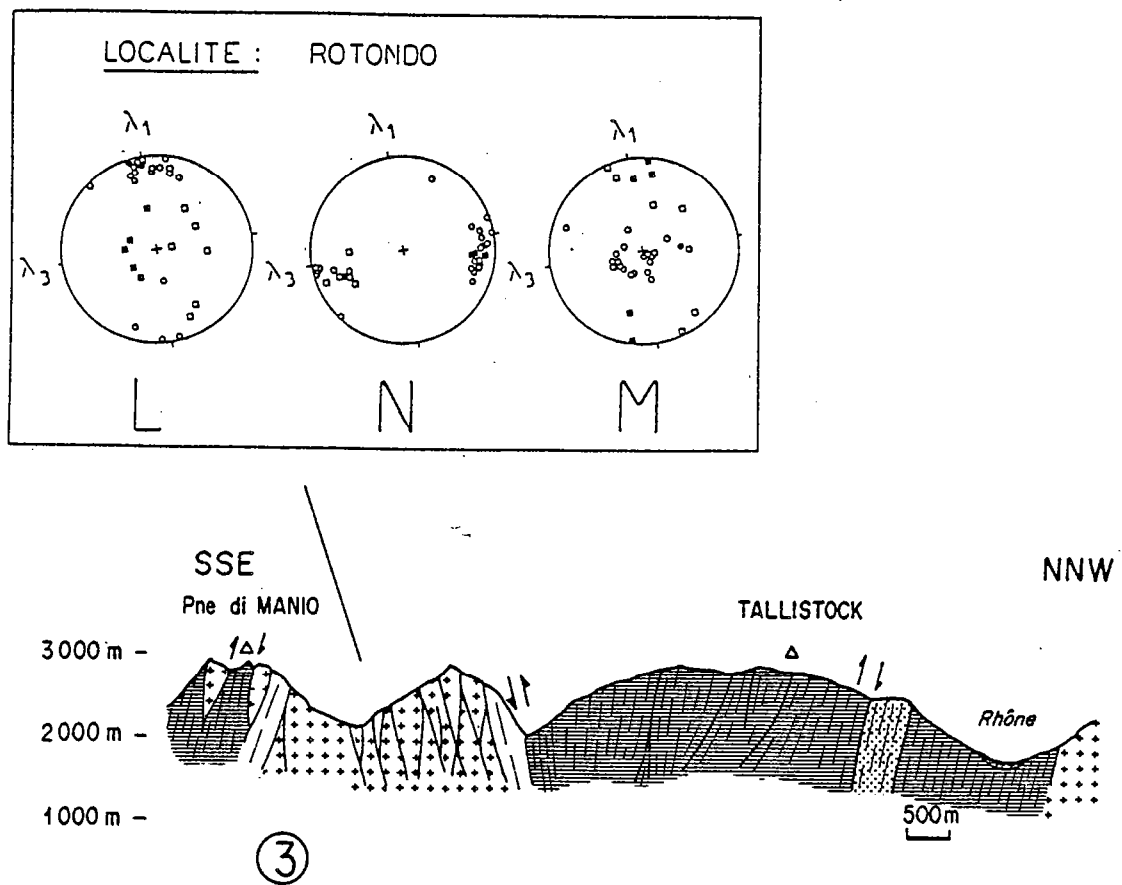 LOCALITE : ROTONDO
λ1 λ1 λ1
λ3 λ3 λ3
L N M
SSE NNW
Pne di MANIO TALLISTOCK
3000 m -
2000 m - Rhône
1000 m - 500m
3